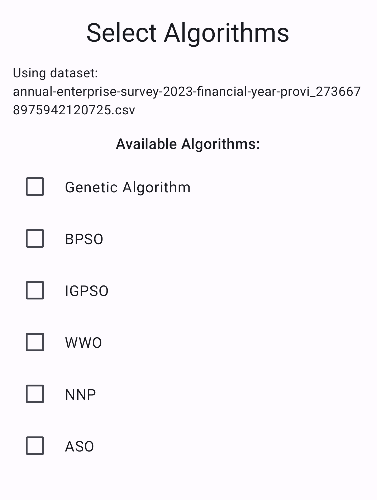 Select Algorithms
Using dataset:
annual-enterprise-survey-2023-financial-year-provi_273667
8975942120725.csv
Available Algorithms:
Genetic Algorithm
BPSO
IGPSO
WWO
NNP
ASO